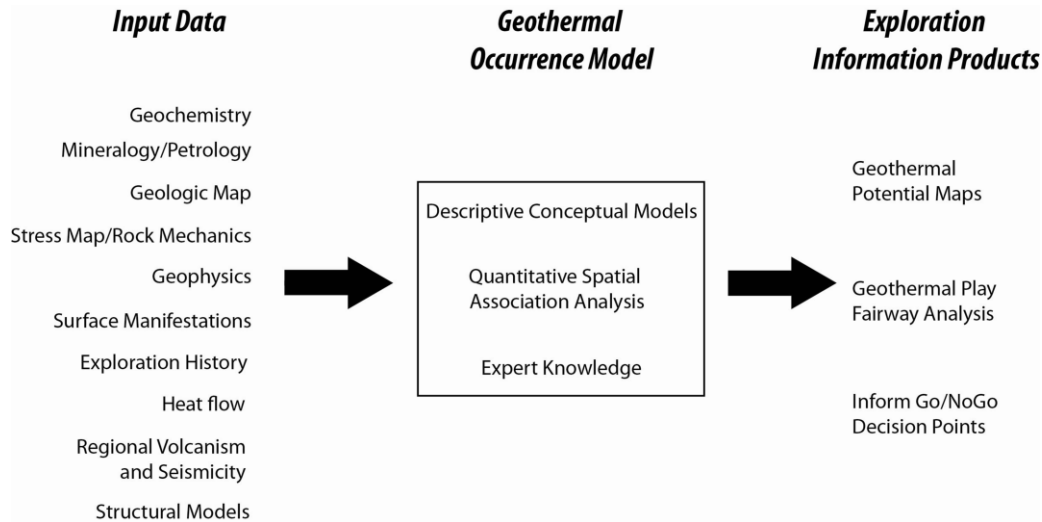 Input Data
Geochemistry
Mineralogy/Petrology
Geologic Map
Stress Map/Rock Mechanics
Geophysics
Surface Manifestations
Exploration History
Heat flow
Regional Volcanism
and Seismicity
Structural Models
Geothermal
Occurrence Model
Descriptive Conceptual Models
Quantitative Spatial
Association Analysis
Expert Knowledge
Exploration
Information Products
Geothermal
Potential Maps
Geothermal Play
Fairway Analysis
Inform Go/NoGo
Decision Points